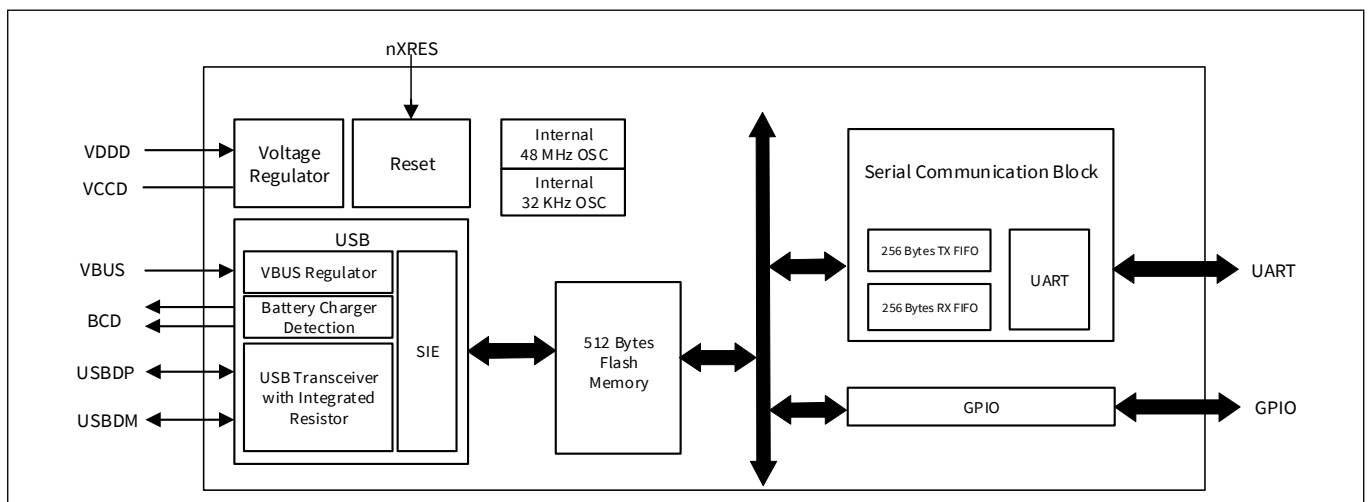 nXRES
VDDD
VCCD
Voltage
Regulator
Reset
Internal
48 MHz OSC
Internal
32 KHz OSC
USB
VBUS
VBUS Regulator
BCD
Battery Charger
Detection
USBDP
USBDM
USB Transceiver
with Integrated
Resistor
SIE
512 Bytes
Flash
Memory
Serial Communication Block
256 Bytes TX FIFO
256 Bytes RX FIFO
UART
UART
GPIO
GPIO